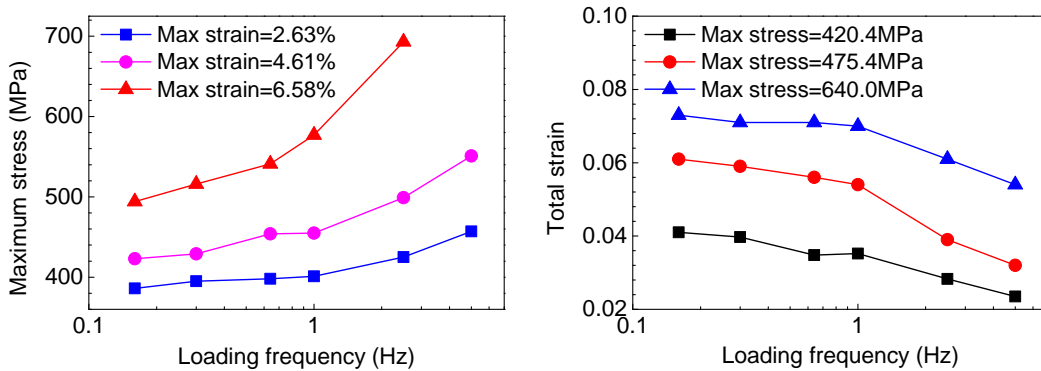 700
600
500
400
Maximum stress (MPa)
Max strain=2.63%
Max strain=4.61%
Max strain=6.58%
0.1
1
Loading frequency (Hz)
0.10
0.08
0.06
0.04
0.02
Total strain
Max stress=420.4MPa
Max stress=475.4MPa
Max stress=640.0MPa
0.1
1
Loading frequency (Hz)